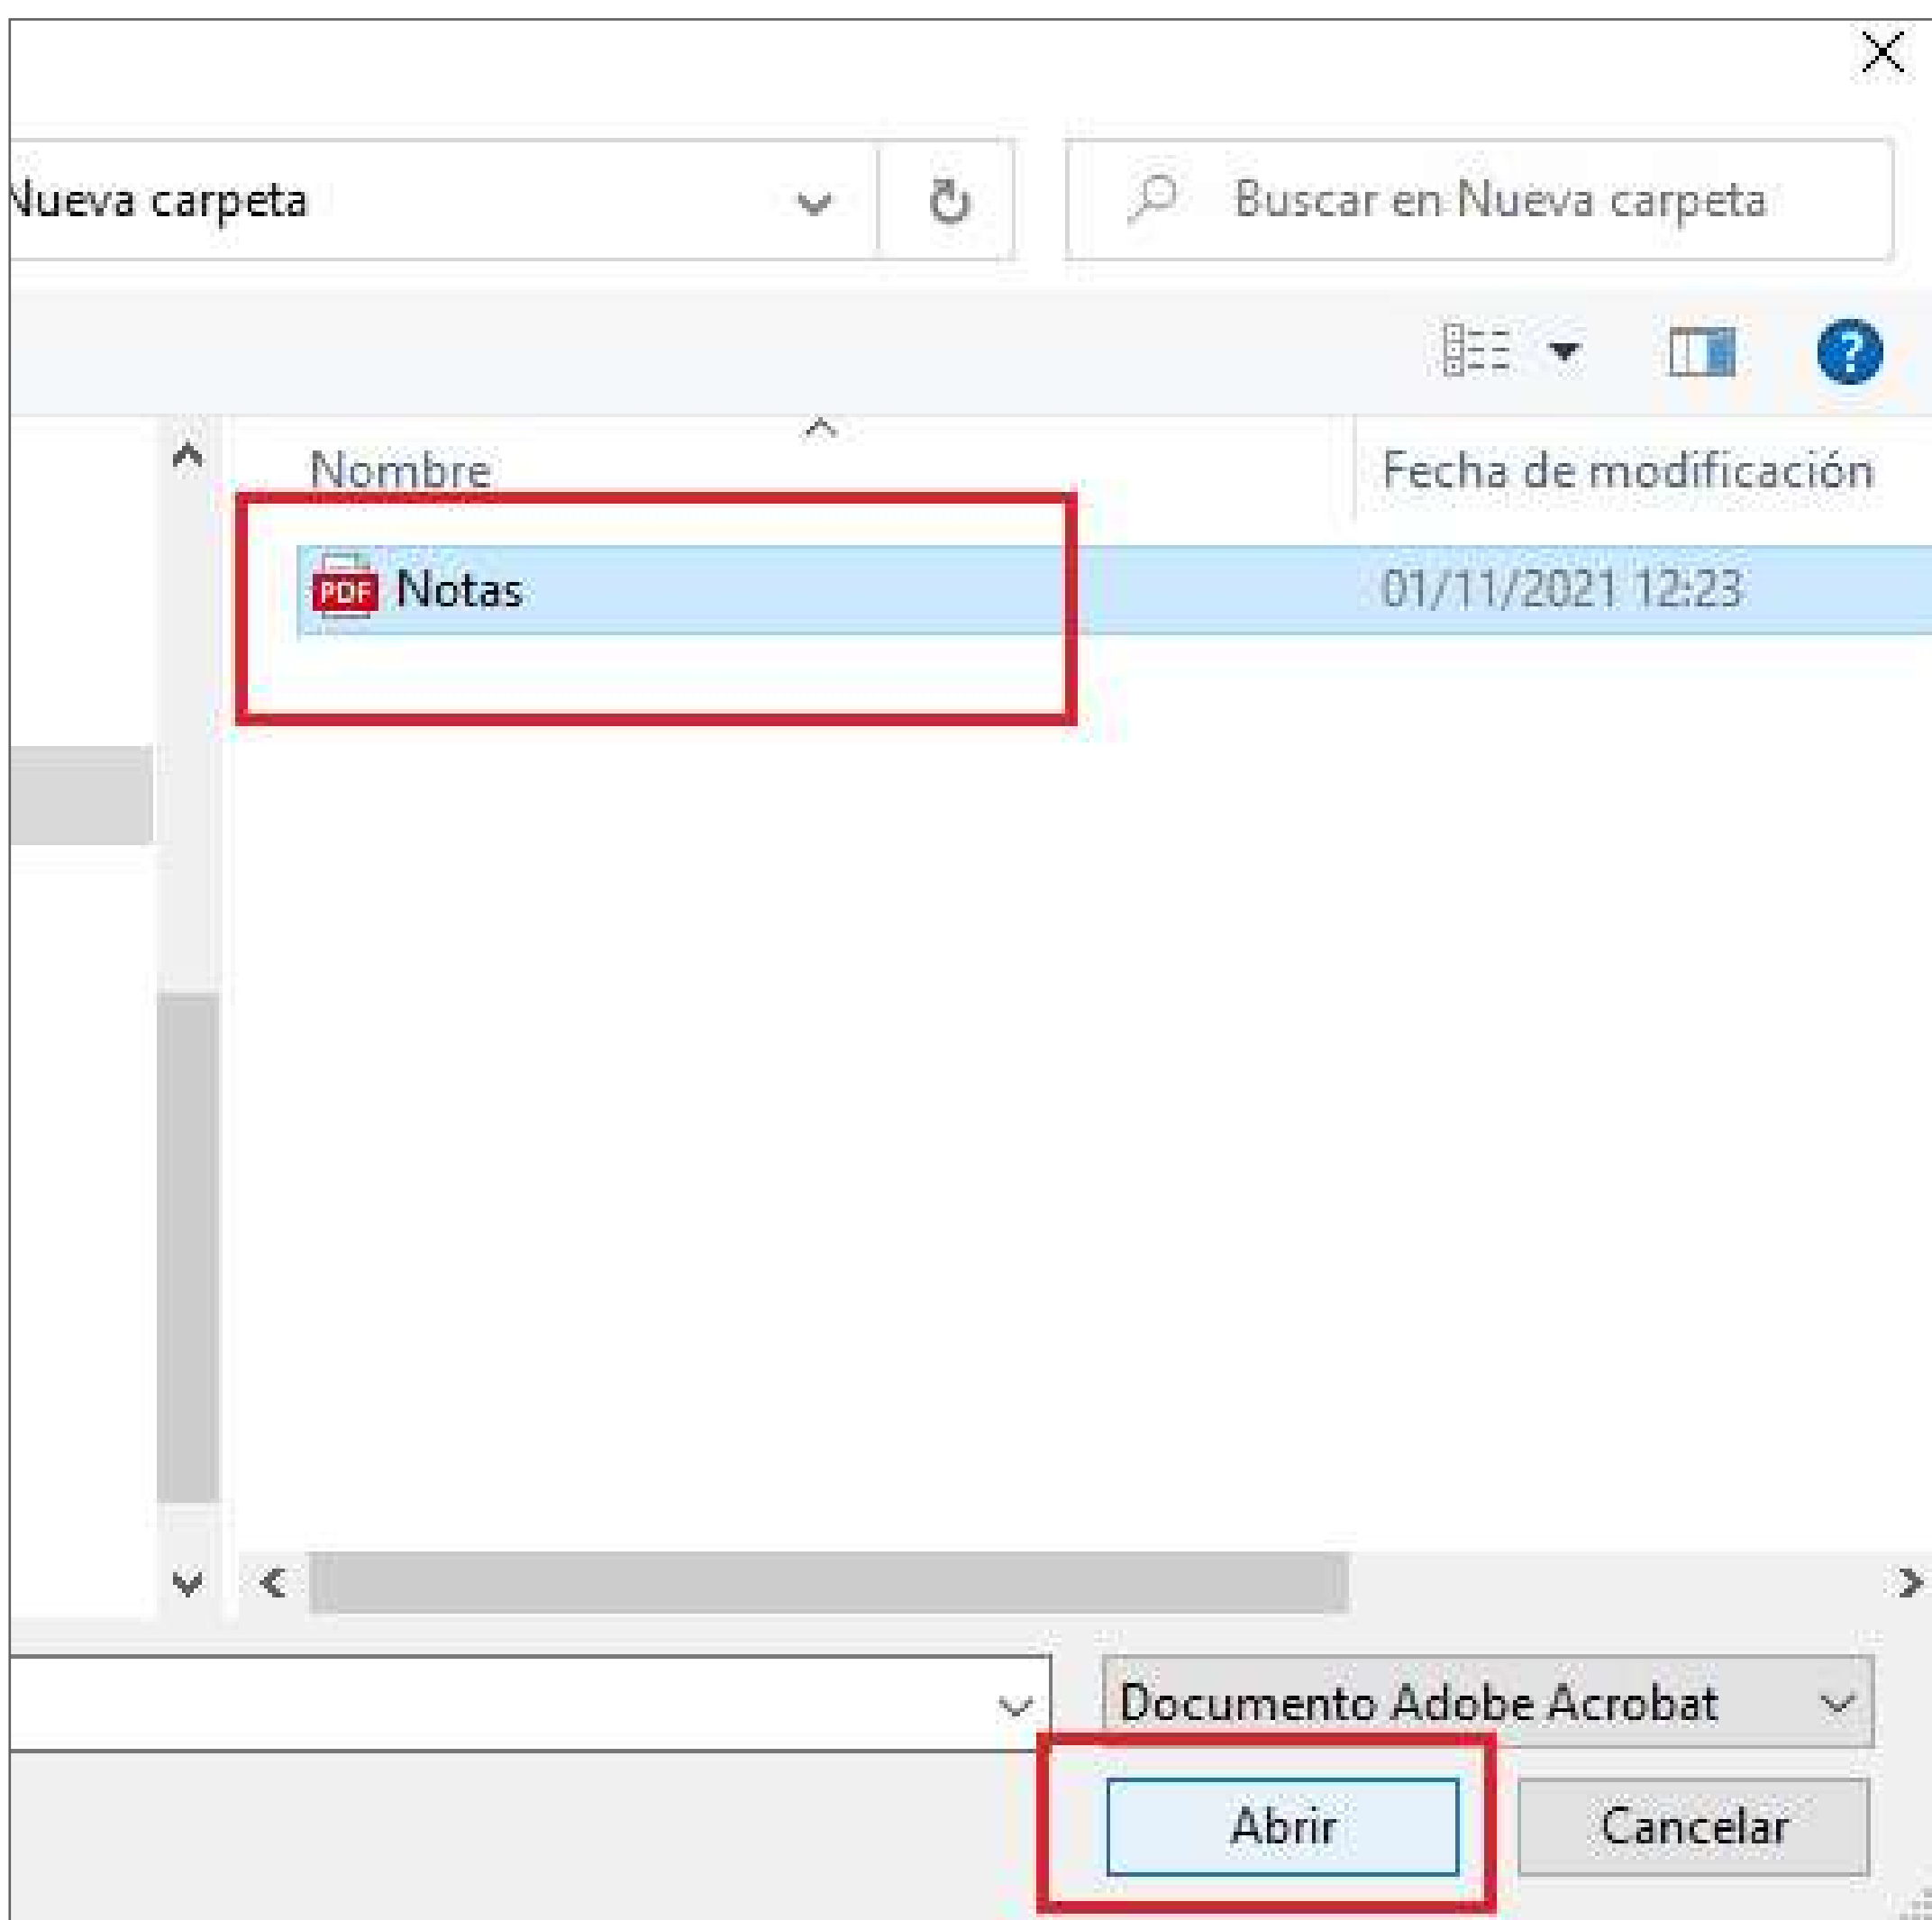 Nueva carpeta
Buscar en Nueva carpeta
?
Nombre
Fecha de modificación
PDF Notas
01/11/2021 12:23
Documento Adobe Acrobat
Abrir
Cancelar